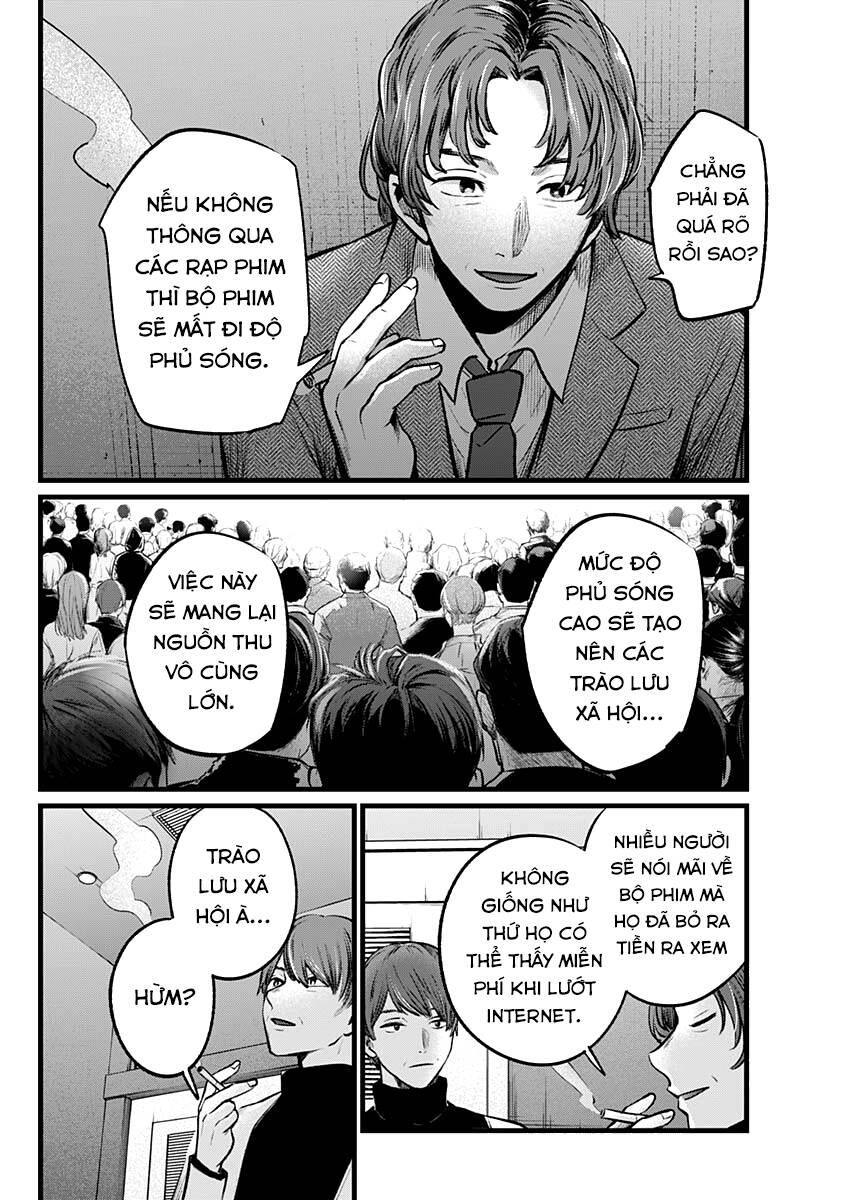 CHẲNG
PHẢI ĐÃ
QUÁ RÕ
RỒI SAO?
NẾU KHÔNG
THÔNG QUA
CÁC RẠP PHIM
THÌ BỘ PHIM
SẼ MẤT ĐI ĐỘ
PHỦ SÓNG.
MỨC ĐỘ
PHỦ SÓNG
CAO SẼ TẠO
NÊN CÁC
TRÀO LƯU
XÃ HỘI...
VIỆC NÀY
SẼ MANG LẠI
NGUỒN THU
VÔ CÙNG
LỚN.
NHIỀU NGƯỜI
SẼ NÓI MÃI VỀ
BỘ PHIM MÀ
HỌ ĐÃ BỎ RA
TIỀN RA XEM
KHÔNG
GIỐNG NHƯ
THỨ HỌ CÓ
THỂ THẤY MIỄN
PHÍ KHI LƯỚT
INTERNET.
TRÀO
LƯU XÃ
HỘI À...
HỪM?